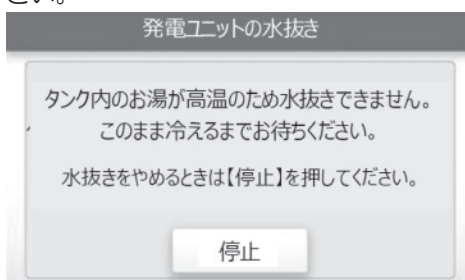 さい。
発電ユニットの水抜き
タンク内のお湯が高温のため水抜きできません。
このまま冷えるまでお待ちください。
水抜きをやめるときは【停止】を押してください。
停止